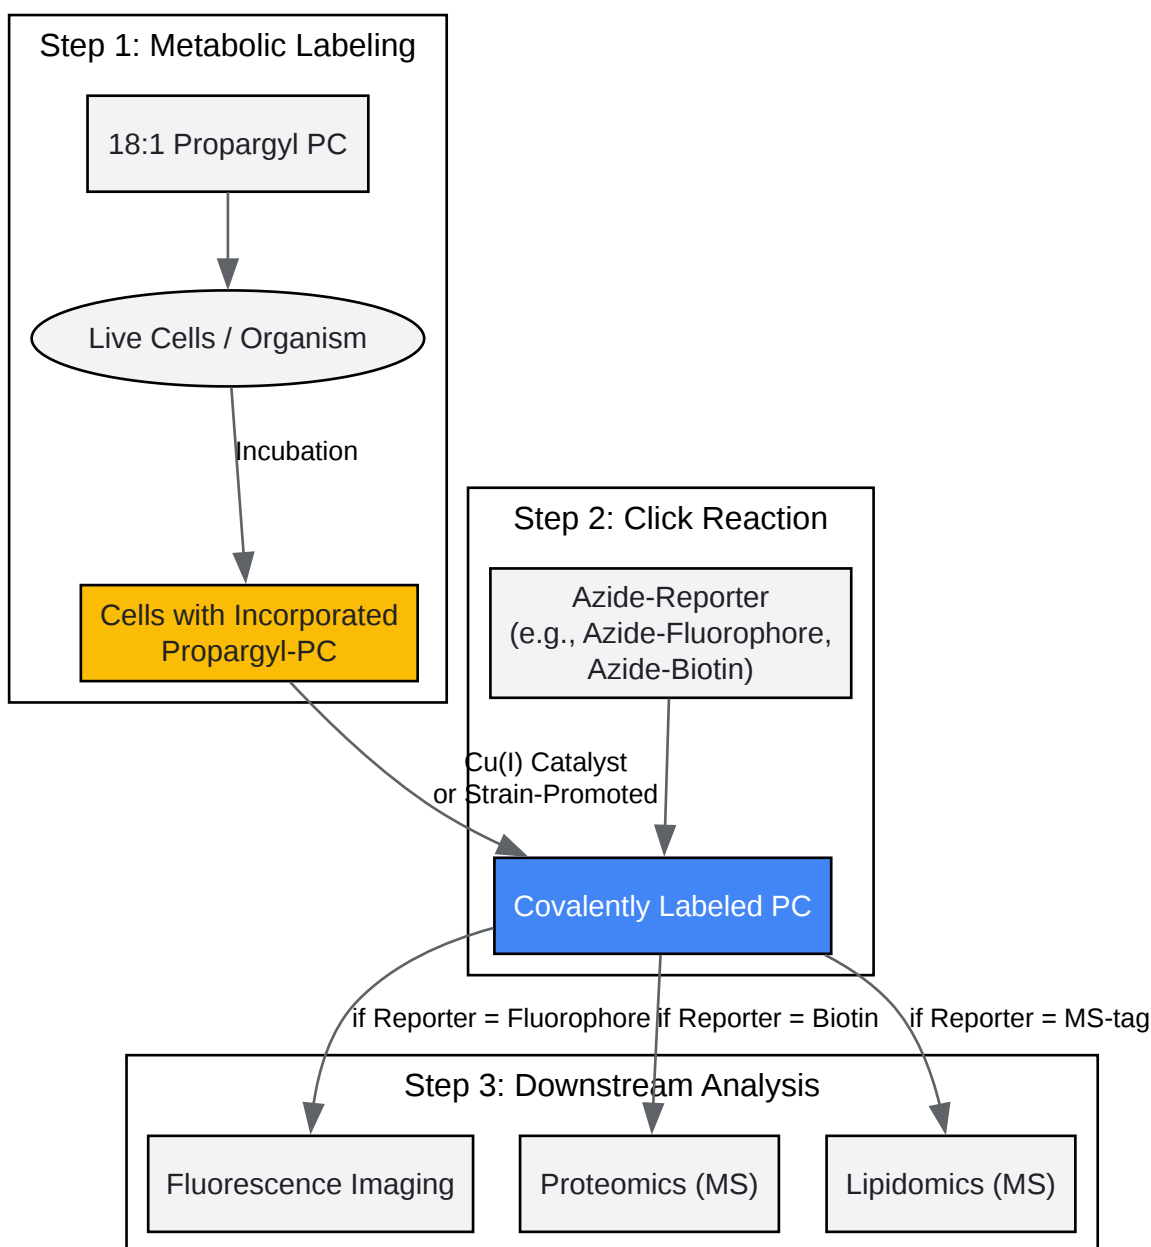 Step 1: Metabolic Labeling
18:1 Propargyl PC
Live Cells / Organism
Incubation
Cells with Incorporated
Propargyl-PC
Step 2: Click Reaction
Azide-Reporter
(e.g., Azide-Fluorophore,
Azide-Biotin)
Cu(I) Catalyst
or Strain-Promoted
Covalently Labeled PC
if Reporter = Fluorophore
if Reporter = Biotin
if Reporter = MS-tag
Step 3: Downstream Analysis
Fluorescence Imaging
Proteomics (MS)
Lipidomics (MS)